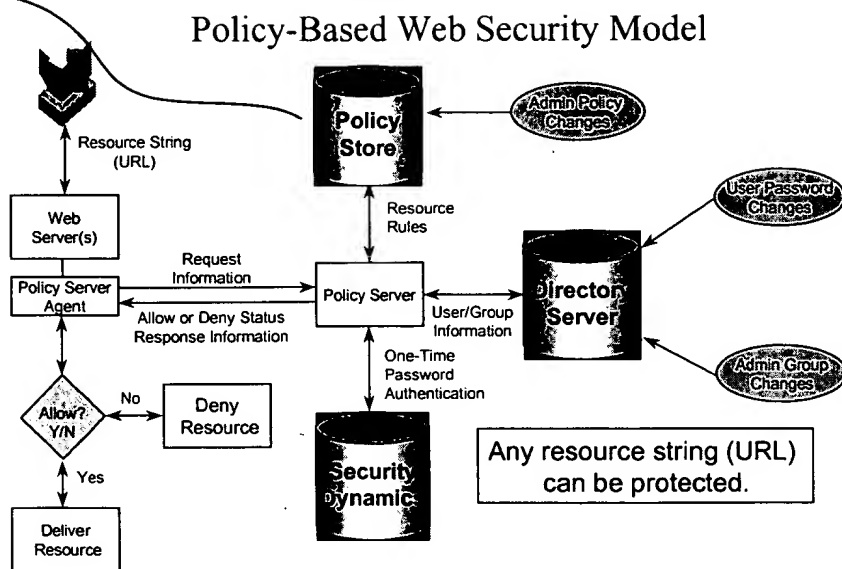 Policy-Based Web Security Model
Resource String
(URL)
Policy
Store
Admin Policy
Changes
User Password
Changes
Web
Server(s)
Resource
Rules
Request
Information
Policy Server
Agent
Policy Server
Allow or Deny Status
Response Information
User/Group
Information
Director
Server
One-Time
Password
Authentication
Admin Group
Changes
Allow?
Y/N
No
Deny
Resource
Yes
Security
Dynamic
Any resource string (URL)
can be protected.
Deliver
Resource